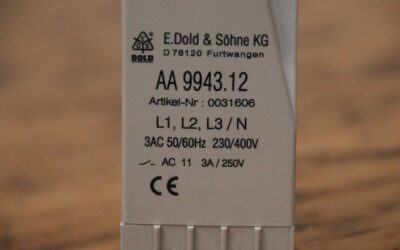 E.Dold & Söhne KG
DOLD
D 78120 Furtwangen
AA 9943.12
Artikel-Nr : 0031606
L1, L2, L3 / N
3AC 50/60Hz 230/400V
AC 11 3A / 250V
CE